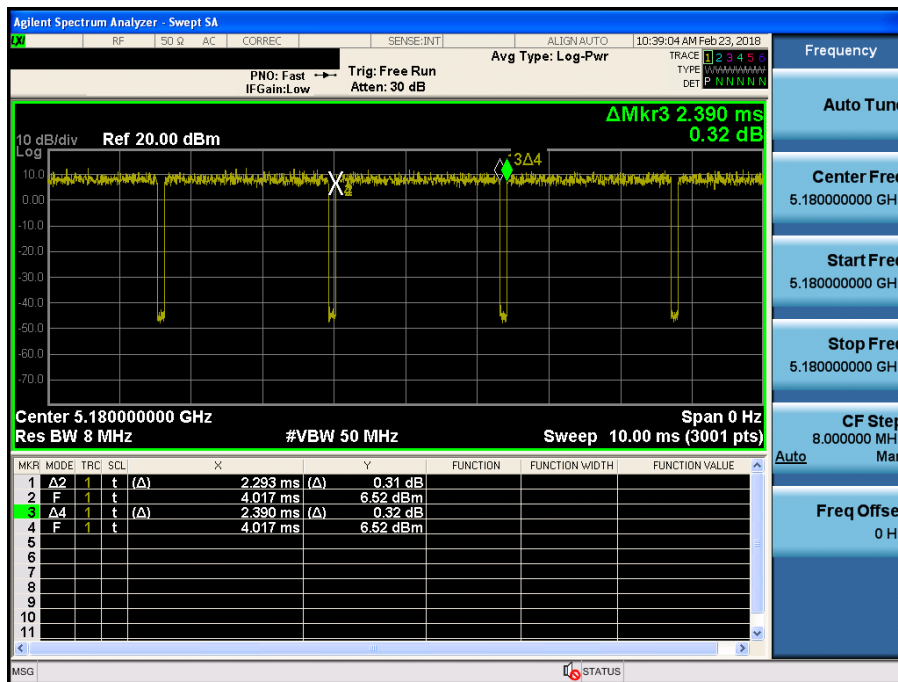 Agilent Spectrum Analyzer - Swept SA
LXI RF 50 Ω AC CORREC SENSE:INT ALIGN AUTO 10:39:04 AM Feb 23, 2018
PNO: Fast Trig: Free Run Avg Type: Log-Pwr TRACE 1 2 3 4 5 6
IFGain:Low Atten: 30 dB TYPE WWWWWW
DET P N N N N N
ΔMkr3 2.390 ms
0.32 dB
10 dB/div Ref 20.00 dBm
Log
10.0
0.00
-10.0
-20.0
-30.0
-40.0
-50.0
-60.0
-70.0
3Δ4
Center 5.180000000 GHz Span 0 Hz
Res BW 8 MHz #VBW 50 MHz Sweep 10.00 ms (3001 pts)
MKR MODE TRC SCL X Y FUNCTION FUNCTION WIDTH FUNCTION VALUE
1 Δ2 1 t (Δ) 2.293 ms (Δ) 0.31 dB
2 F 1 t 4.017 ms 6.52 dBm
3 Δ4 1 t (Δ) 2.390 ms (Δ) 0.32 dB
4 F 1 t 4.017 ms 6.52 dBm
5
6
7
8
9
10
11
MSG STATUS
Frequency
Auto Tune
Center Freq
5.180000000 GH
Start Freq
5.180000000 GH
Stop Freq
5.180000000 GH
CF Step
8.000000 MH
Auto Man
Freq Offse
0 H